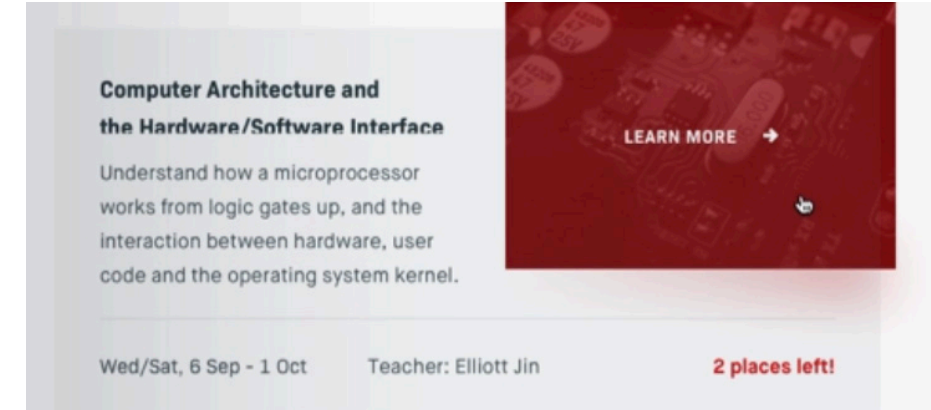 Computer Architecture and
the Hardware/Software Interface
Understand how a microprocessor
works from logic gates up, and the
interaction between hardware, user
code and the operating system kernel.
LEARN MORE →
Wed/Sat, 6 Sep - 1 Oct
Teacher: Elliott Jin
2 places left!
47
25V